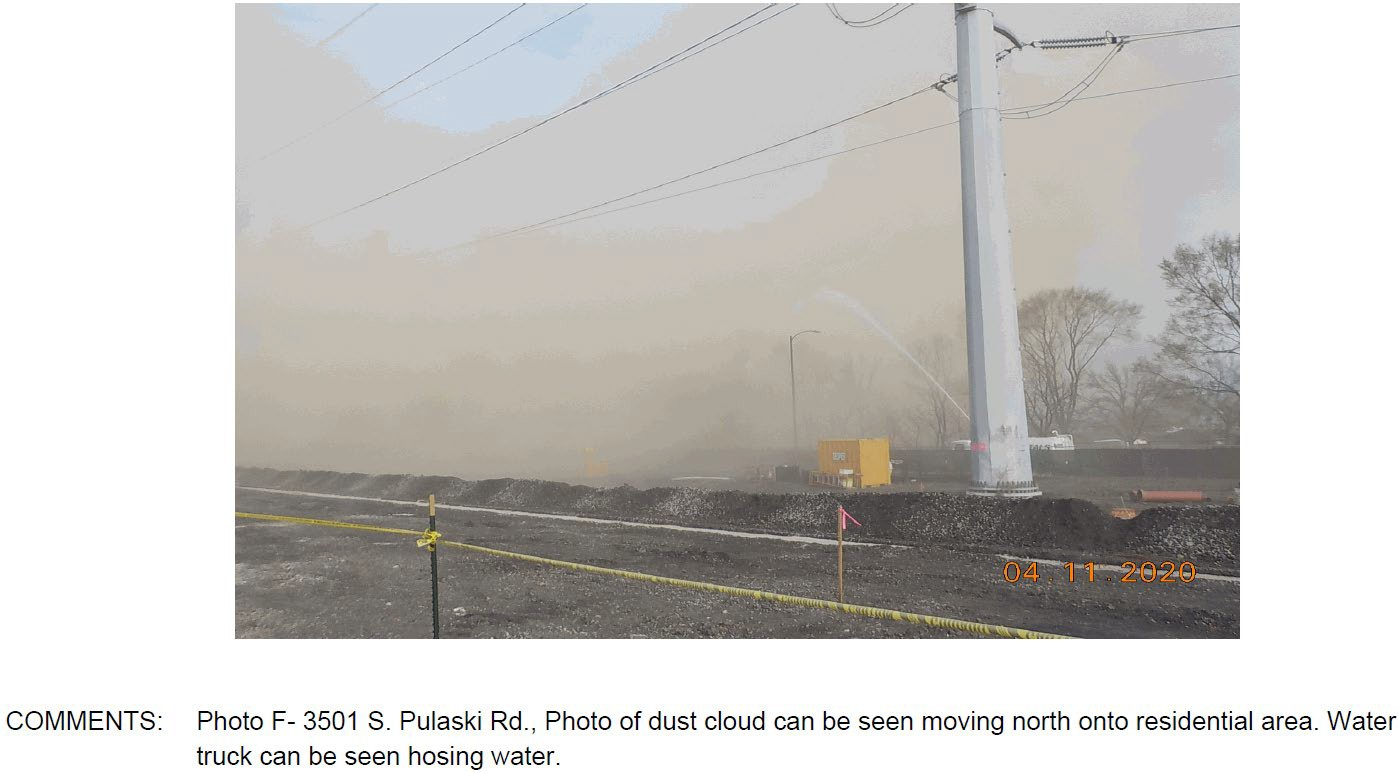 04.11.2020
COMMENTS: Photo F- 3501 S. Pulaski Rd., Photo of dust cloud can be seen moving north onto residential area. Water
truck can be seen hosing water.